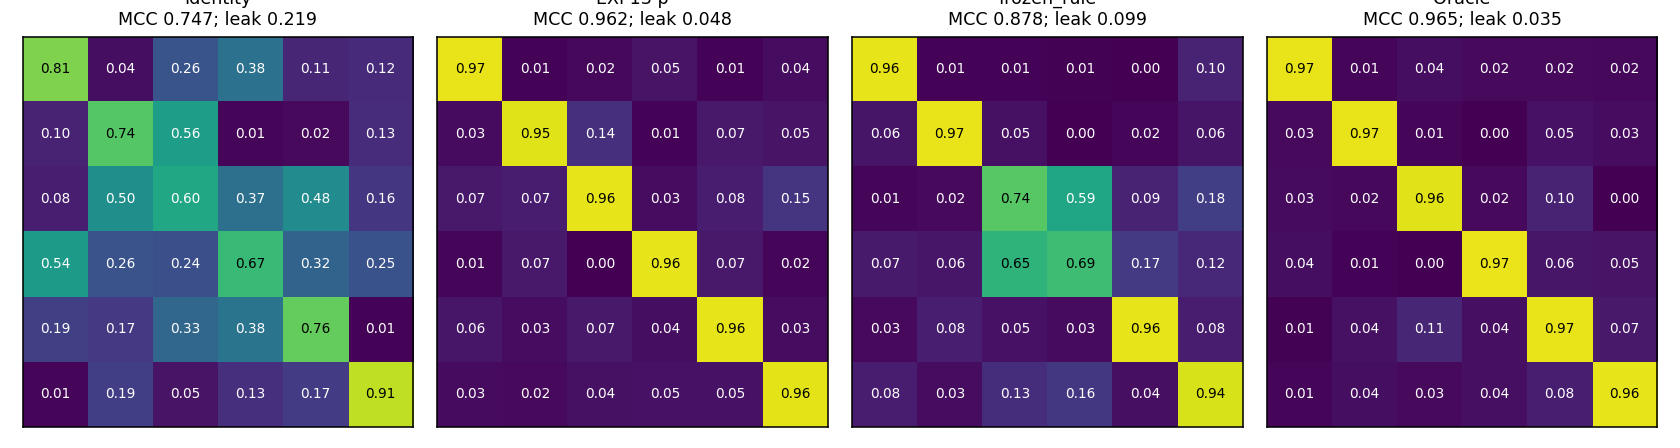 Identity
MCC 0.747; leak 0.219
0.81 0.04 0.26 0.38 0.11 0.12
0.10 0.74 0.56 0.01 0.02 0.13
0.08 0.50 0.60 0.37 0.48 0.16
0.54 0.26 0.24 0.67 0.32 0.25
0.19 0.17 0.33 0.38 0.76 0.01
0.01 0.19 0.05 0.13 0.17 0.91
MCC 0.962; leak 0.048
0.97 0.01 0.02 0.05 0.01 0.04
0.03 0.95 0.14 0.01 0.07 0.05
0.07 0.07 0.96 0.03 0.08 0.15
0.01 0.07 0.00 0.96 0.07 0.02
0.06 0.03 0.07 0.04 0.96 0.03
0.03 0.02 0.04 0.05 0.05 0.96
frozen_rule
MCC 0.878; leak 0.099
0.96 0.01 0.01 0.01 0.00 0.10
0.06 0.97 0.05 0.00 0.02 0.06
0.01 0.02 0.74 0.59 0.09 0.18
0.07 0.06 0.65 0.69 0.17 0.12
0.03 0.08 0.05 0.03 0.96 0.08
0.08 0.03 0.13 0.16 0.04 0.94
Oracle
MCC 0.965; leak 0.035
0.97 0.01 0.04 0.02 0.02 0.02
0.03 0.97 0.01 0.00 0.05 0.03
0.03 0.02 0.96 0.02 0.10 0.00
0.04 0.01 0.00 0.97 0.06 0.05
0.01 0.04 0.11 0.04 0.97 0.07
0.01 0.04 0.03 0.04 0.08 0.96